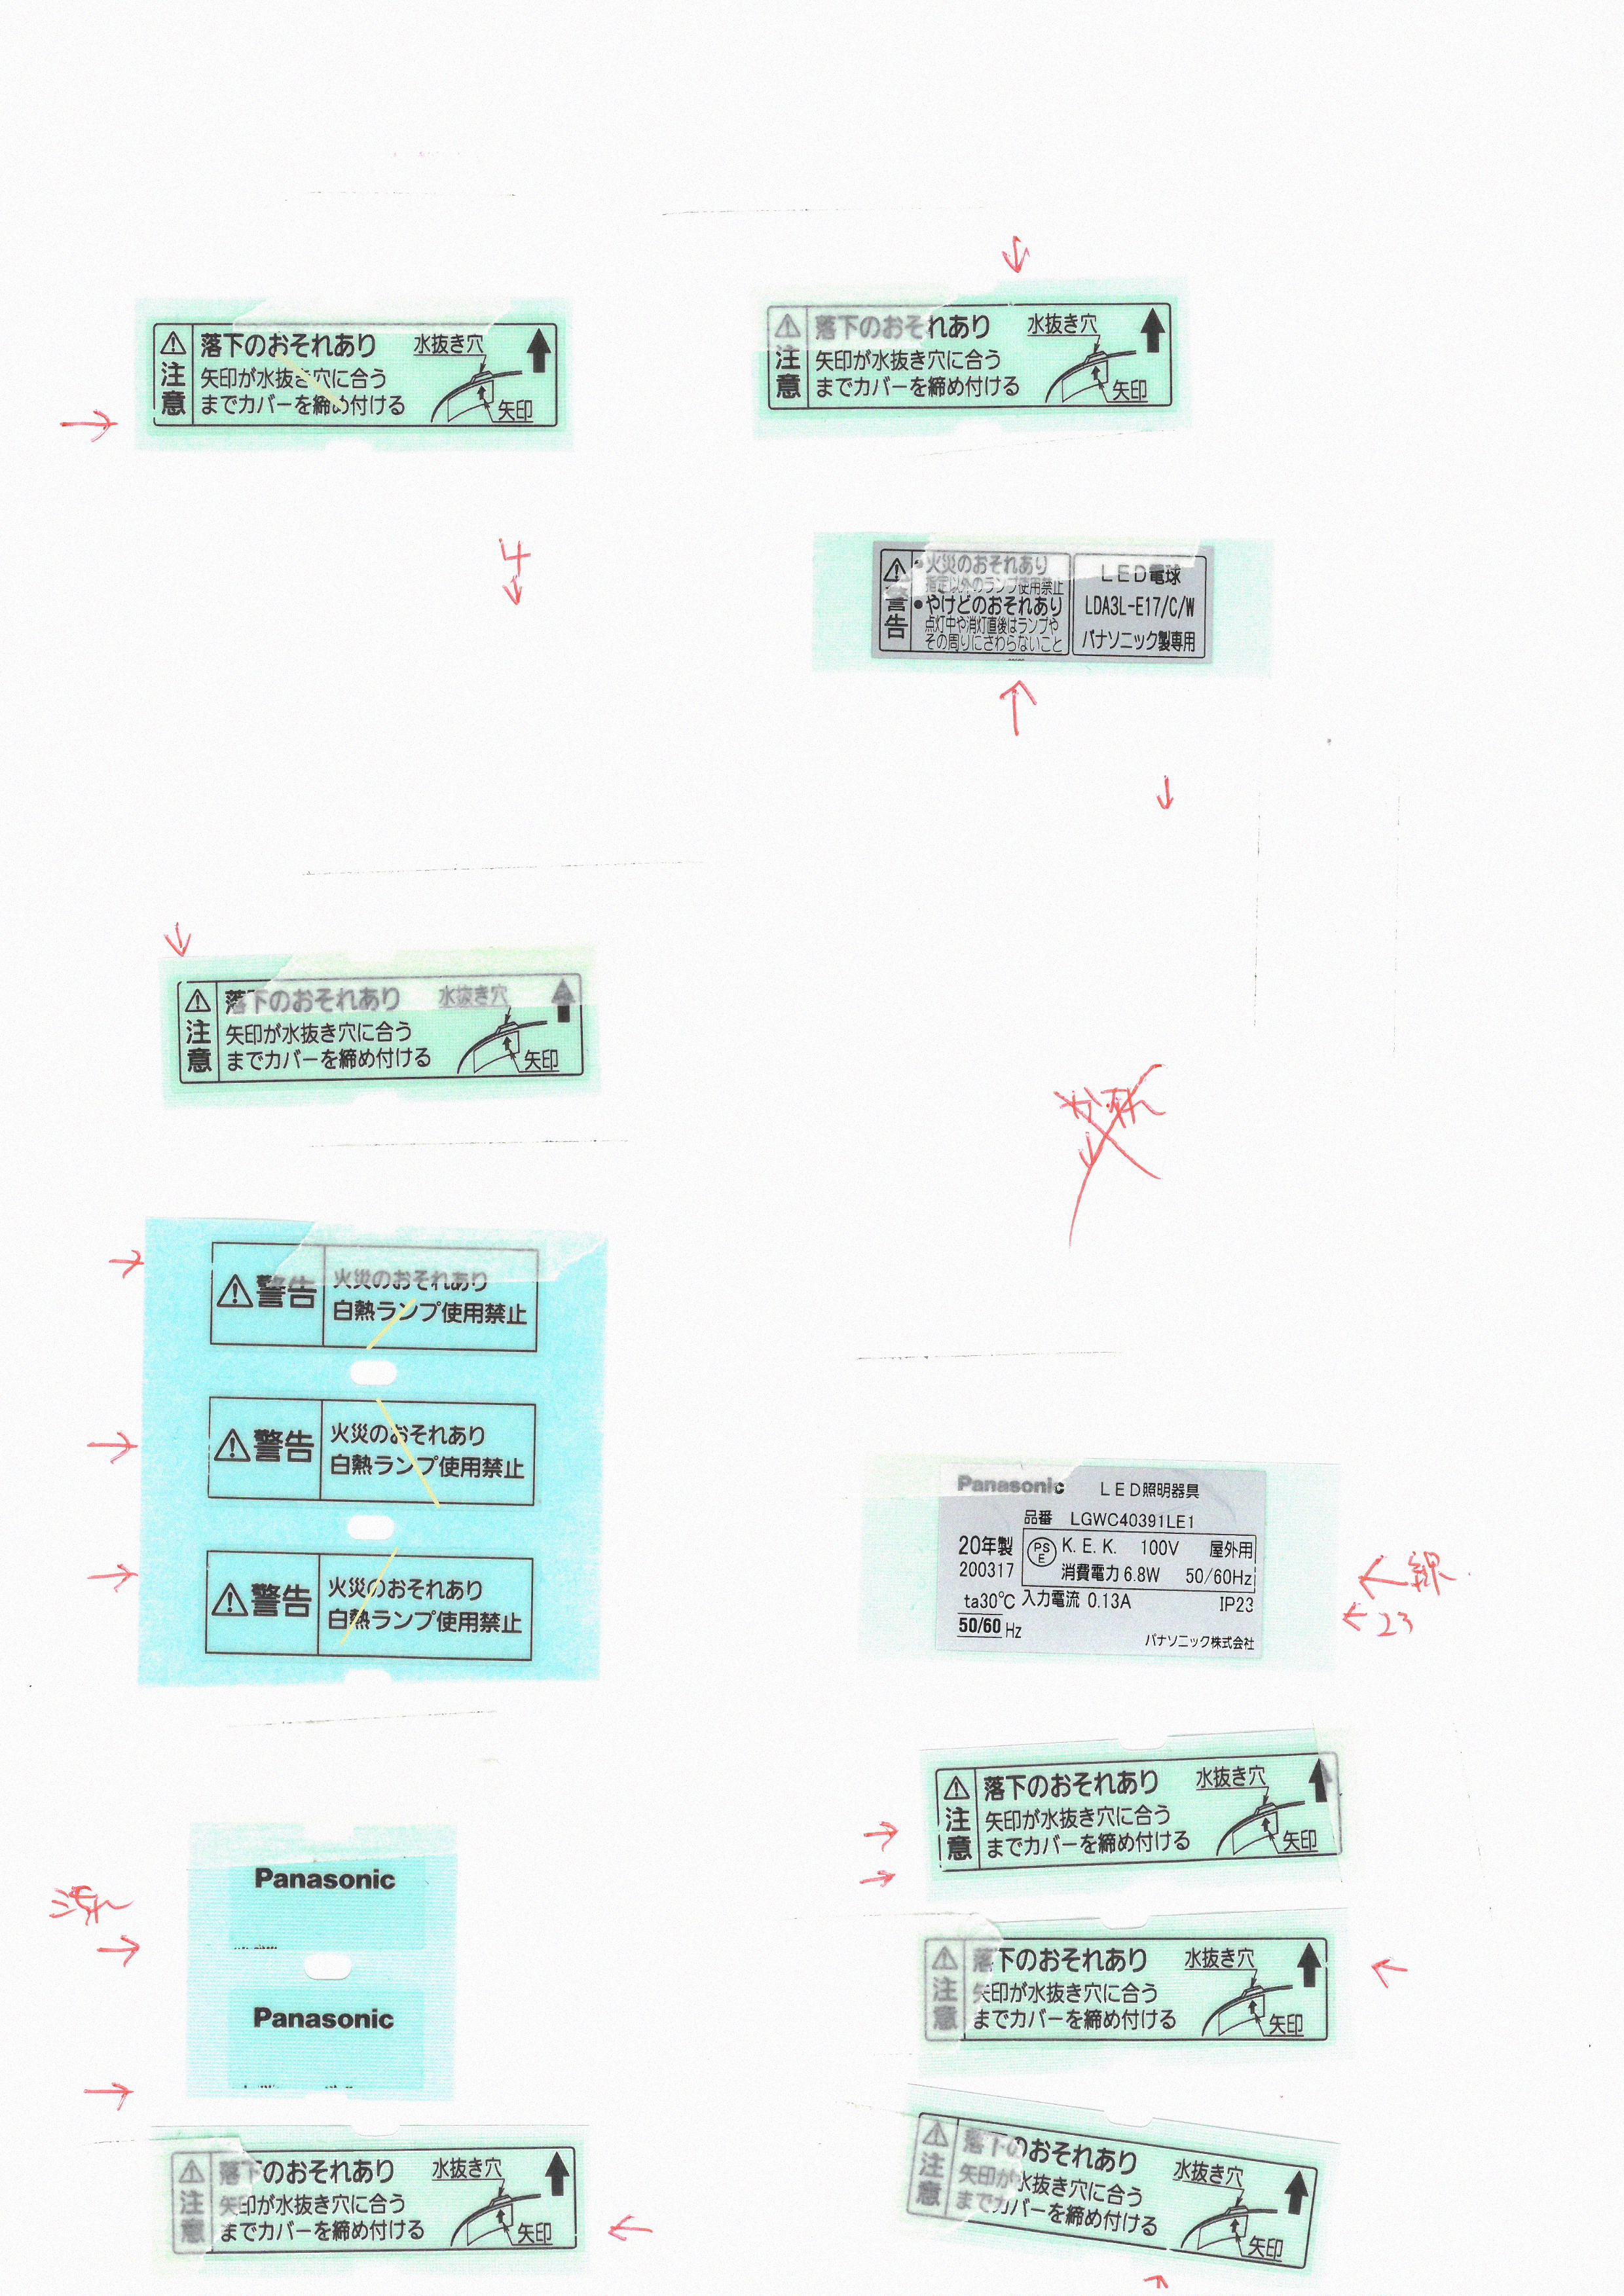 注意
落下のおそれあり
矢印が水抜き穴に合う
までカバーを締め付ける
水抜き穴
矢印
注意
落下のおそれあり
矢印が水抜き穴に合う
までカバーを締め付ける
水抜き穴
矢印
4
警告
●火災のおそれあり
指定以外のランプ使用禁止
●やけどのおそれあり
点灯中や消灯直後はランプや
その周りにさわらないこと
LED電球
LDA3L-E17/C/W
パナソニック製専用
注意
落下のおそれあり
矢印が水抜き穴に合う
までカバーを締め付ける
水抜き穴
矢印
警告
火災のおそれあり
白熱ランプ使用禁止
警告
火災のおそれあり
白熱ランプ使用禁止
警告
火災のおそれあり
白熱ランプ使用禁止
Panasonic LED照明器具
品番 LGWC40391LE1
20年製
200317
PS
E
K.E.K. 100V 屋外用
消費電力 6.8W 50/60Hz
ta30℃ 入力電流 0.13A IP23
50/60 Hz
パナソニック株式会社
線
23
注意
落下のおそれあり
矢印が水抜き穴に合う
までカバーを締め付ける
水抜き穴
矢印
汚れ
Panasonic
Panasonic
注意
落下のおそれあり
矢印が水抜き穴に合う
までカバーを締め付ける
水抜き穴
矢印
注意
落下のおそれあり
矢印が水抜き穴に合う
までカバーを締め付ける
水抜き穴
矢印
注意
落下のおそれあり
矢印が水抜き穴に合う
までカバーを締め付ける
水抜き穴
矢印